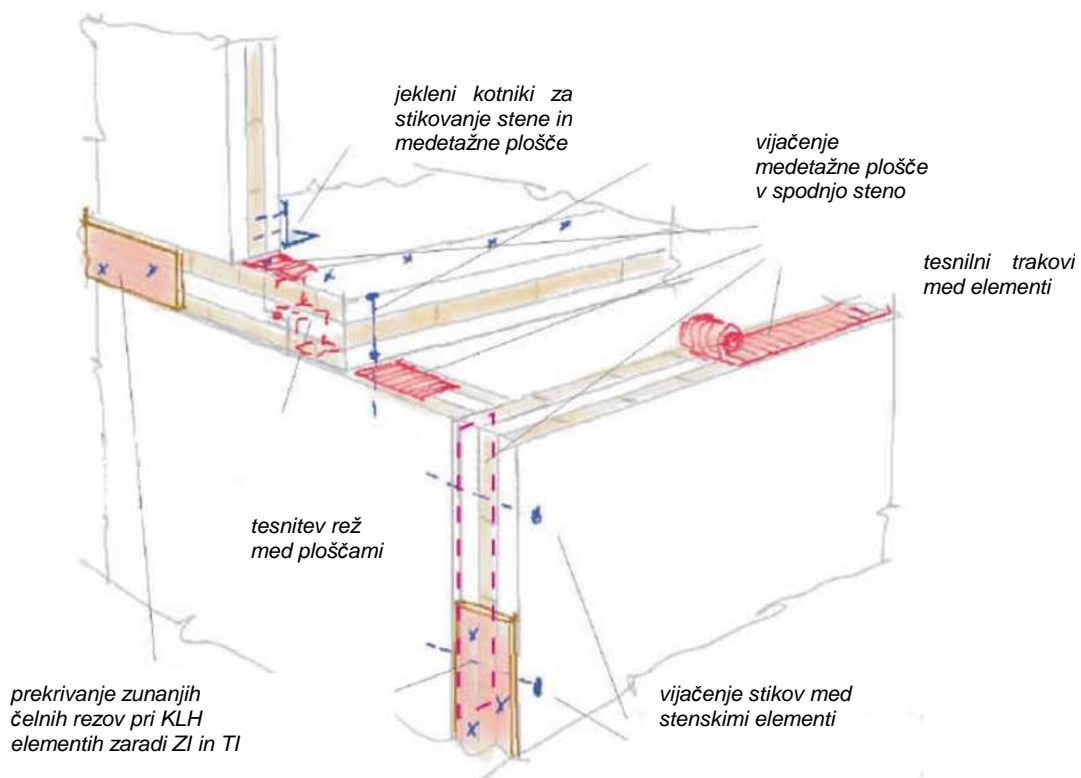 jekleni kotniki za
stikovanje stene in
medetažne plošče
vijačenje
medetažne plošče
v spodnjo steno
tesnilni trakovi
med elementi
tesnitev rež
med ploščami
prekrivanje zunanjih
čelnih rezov pri KLH
elementih zaradi ZI in TI
vijačenje stikov med
stenskimi elementi